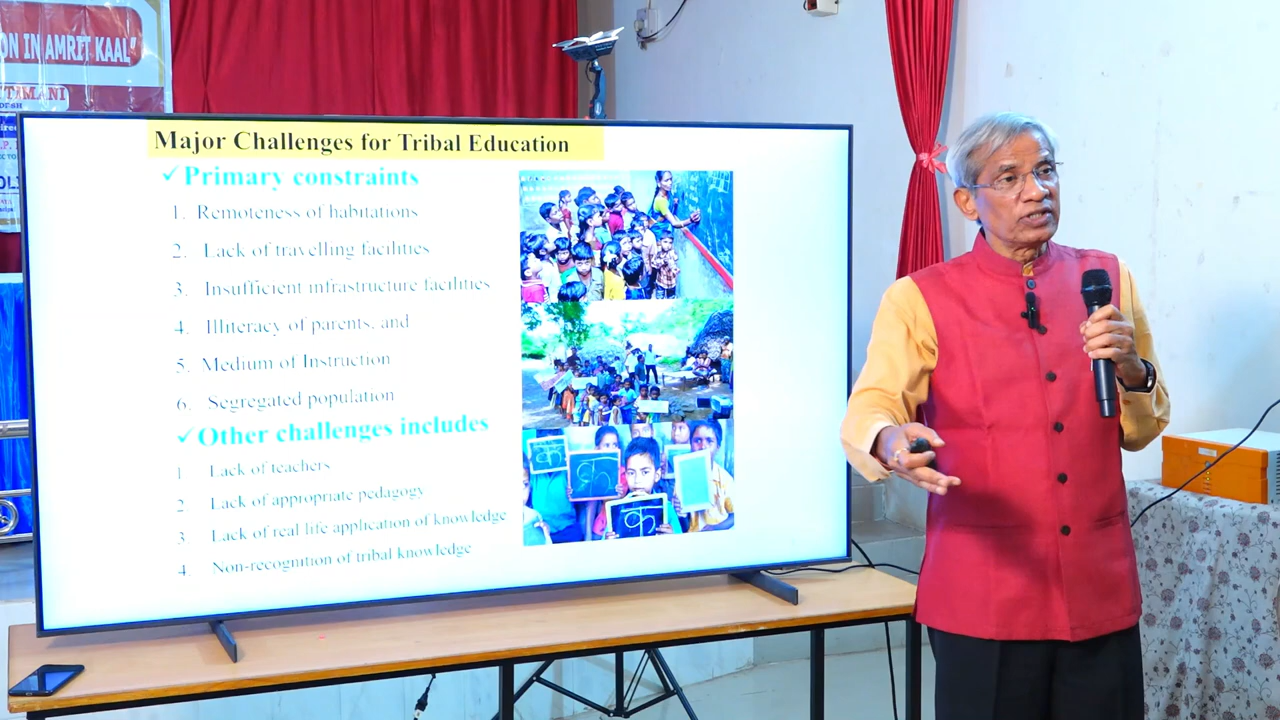 ON IN AMRIT KAAL"
Major Challenges for Tribal Education
✓Primary constraints
1. Remoteness of habitations
2. Lack of travelling facilities
3. Insufficient infrastructure facilities
4. Illiteracy of parents, and
5. Medium of Instruction
6. Segregated population
✓Other challenges includes
1 Lack of teachers
2 Lack of appropriate pedagogy
3 Lack of real life application of knowledge
4. Non-recognition of tribal knowledge
क
क
क